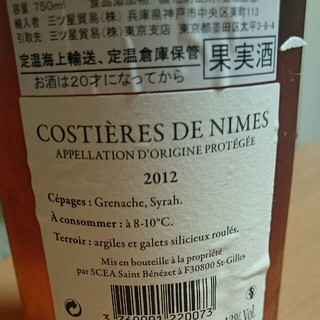 容量:750ml
輸入者:三ツ星貿易(株)兵庫県神戸市中央区東町113
引取先:三ツ星貿易(株)東京支店 東京都墨田区太平3-8-4
定温海上輸送、定温倉庫保管
果実酒
お酒は20才になってから
COSTIÈRES DE NIMES
APPELLATION D'ORIGINE PROTÉGÉE
2012
Cépages : Grenache, Syrah.
À consommer : à 8-10°C.
Terroir : argiles et galets silicieux roulés.
Mis en bouteille à la propriété
par SCEA Saint Bénézet à F30800 St-Gilles
12% Vol.
3 760091 220073